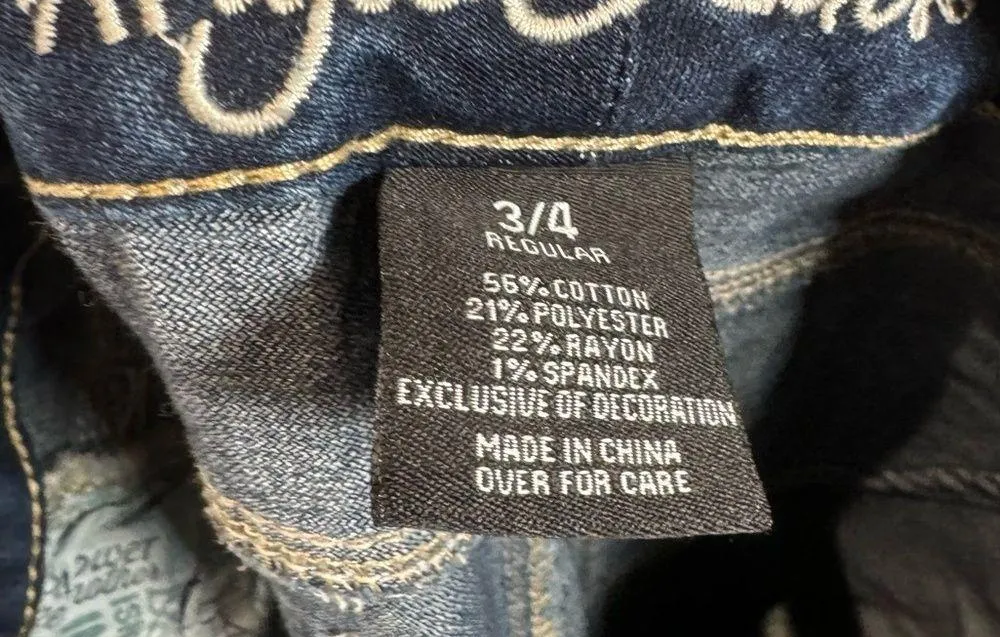 3/4
REGULAR
56% COTTON
21% POLYESTER
22% RAYON
1% SPANDEX
EXCLUSIVE OF DECORATION
MADE IN CHINA
OVER FOR CARE